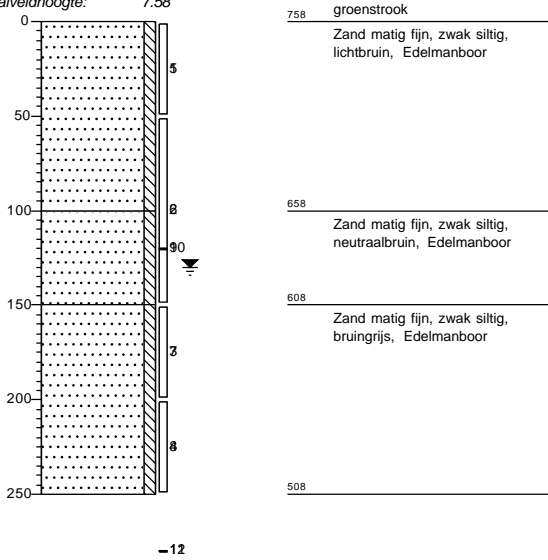 7.58
0
758
groenstrook
Zand matig fijn, zwak siltig,
lichtbruin, Edelmanboor
50
100
658
Zand matig fijn, zwak siltig,
neutraalbruin, Edelmanboor
150
608
Zand matig fijn, zwak siltig,
bruingrijs, Edelmanboor
200
250
508